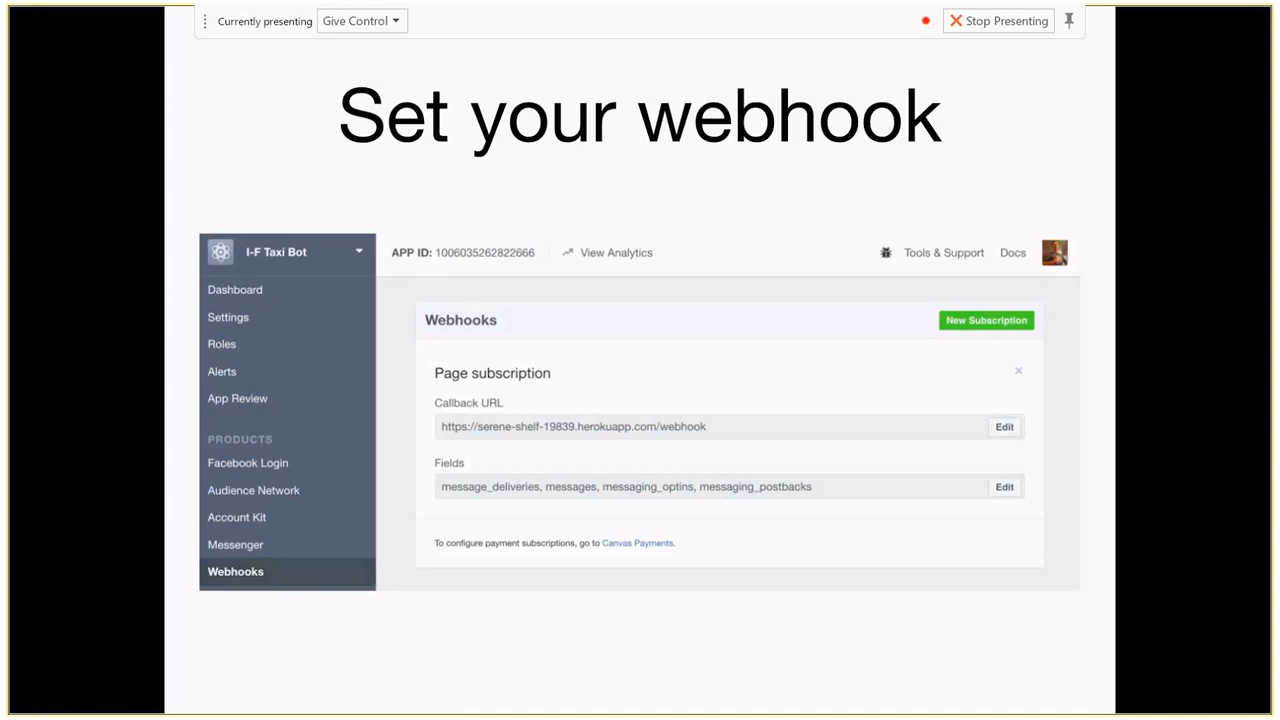 Currently presenting Give Control Stop Presenting
Set your webhook
I-F Taxi Bot APP ID: 1006035262822666 View Analytics Tools & Support Docs
Dashboard
Settings
Roles
Alerts
App Review
PRODUCTS
Facebook Login
Audience Network
Account Kit
Messenger
Webhooks
Webhooks New Subscription
Page subscription ×
Callback URL
https://serene-shelf-19839.herokuapp.com/webhook Edit
Fields
message_deliveries, messages, messaging_optins, messaging_postbacks Edit
To configure payment subscriptions, go to Canvas Payments.